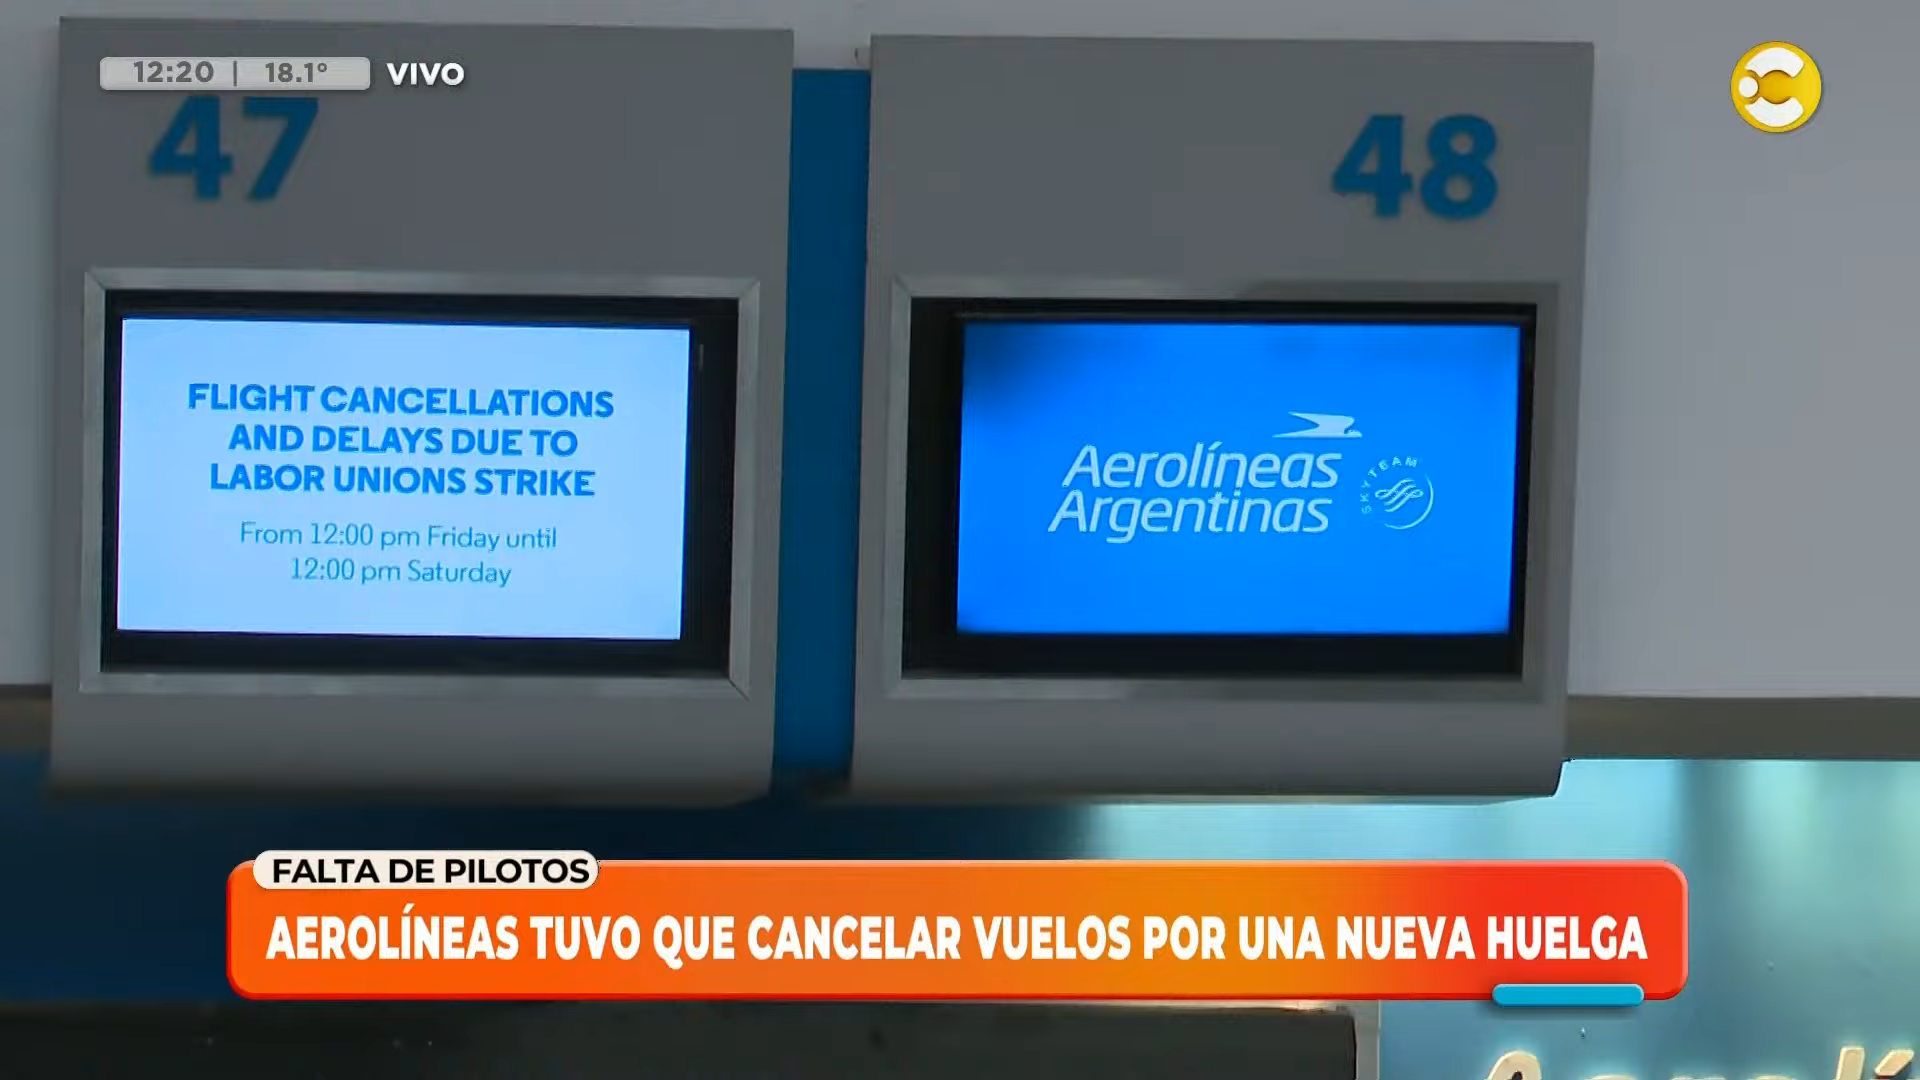 12:20 | 18.1° VIVO
47
48
FLIGHT CANCELLATIONS
AND DELAYS DUE TO
LABOR UNIONS STRIKE
From 12:00 pm Friday until
12:00 pm Saturday
Aerolíneas
Argentinas
SKYTEAM
FALTA DE PILOTOS
AEROLÍNEAS TUVO QUE CANCELAR VUELOS POR UNA NUEVA HUELGA